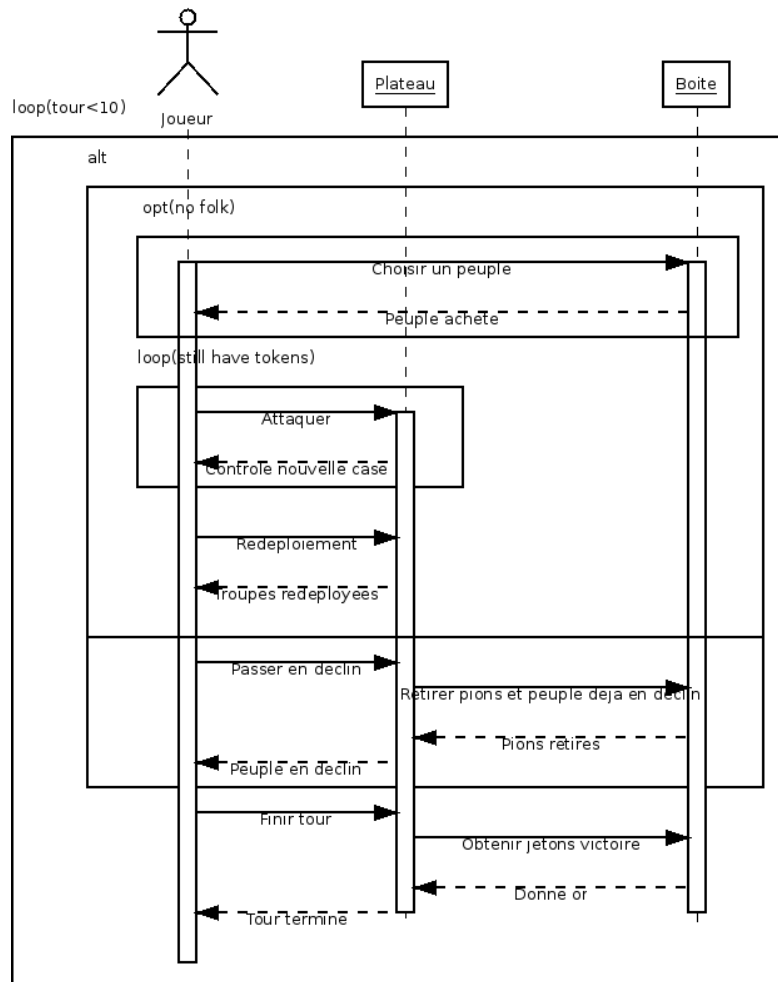 Plateau
Boite
loop(tour<10)
Joueur
alt
opt(no folk)
Choisir un peuple
Peuple achete
loop(still have tokens)
Attaquer
Controle nouvelle case
Redeploiement
Troupes redeployees
Passer en declin
Retirer pions et peuple deja en declin
Pions retires
Peuple en declin
Finir tour
Obtenir jetons victoire
Donne or
Tour termine